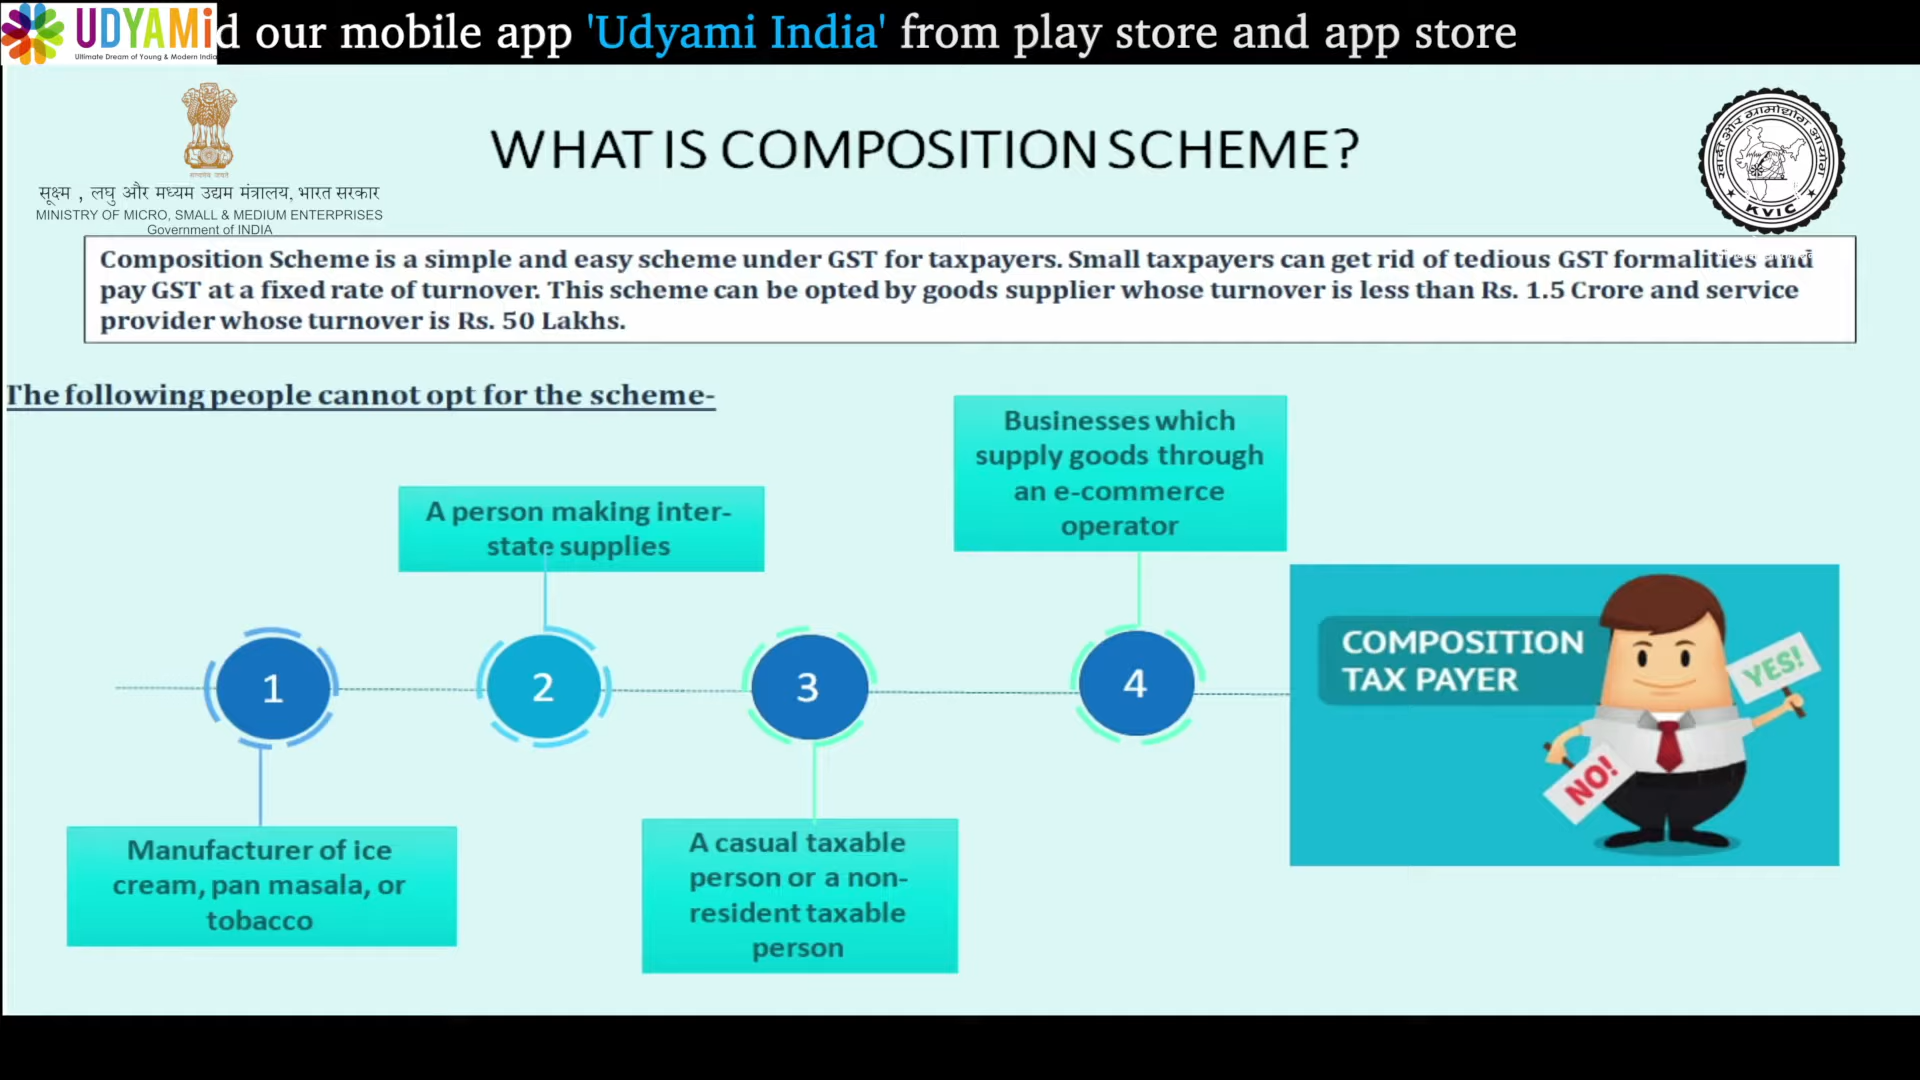 d our mobile app 'Udyami India' from play store and app store
UDYAMi
Ultimate Dream of Young & Modern India
सूक्ष्म , लघु और मध्यम उद्यम मंत्रालय, भारत सरकार
MINISTRY OF MICRO, SMALL & MEDIUM ENTERPRISES
Government of INDIA
WHAT IS COMPOSITION SCHEME?
खादी और ग्रामोद्योग आयोग
KVIC
Composition Scheme is a simple and easy scheme under GST for taxpayers. Small taxpayers can get rid of tedious GST formalities and
pay GST at a fixed rate of turnover. This scheme can be opted by goods supplier whose turnover is less than Rs. 1.5 Crore and service
provider whose turnover is Rs. 50 Lakhs.
The following people cannot opt for the scheme-
Businesses which
supply goods through
an e-commerce
operator
A person making inter-
state supplies
1
2
3
4
COMPOSITION
TAX PAYER
YES!
NO!
Manufacturer of ice
cream, pan masala, or
tobacco
A casual taxable
person or a non-
resident taxable
person